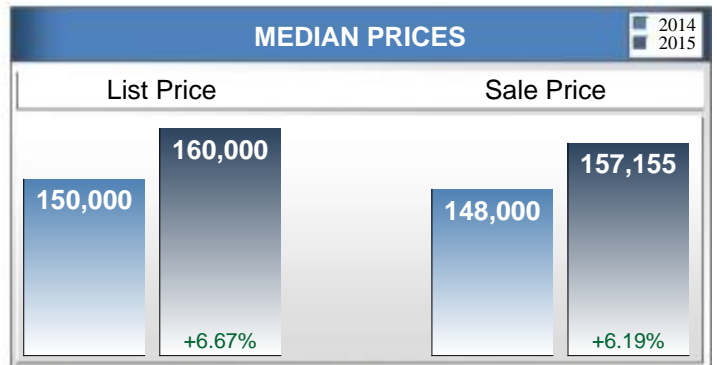 MEDIAN PRICES
2014
2015
List Price
Sale Price
150,000
160,000
+6.67%
148,000
157,155
+6.19%